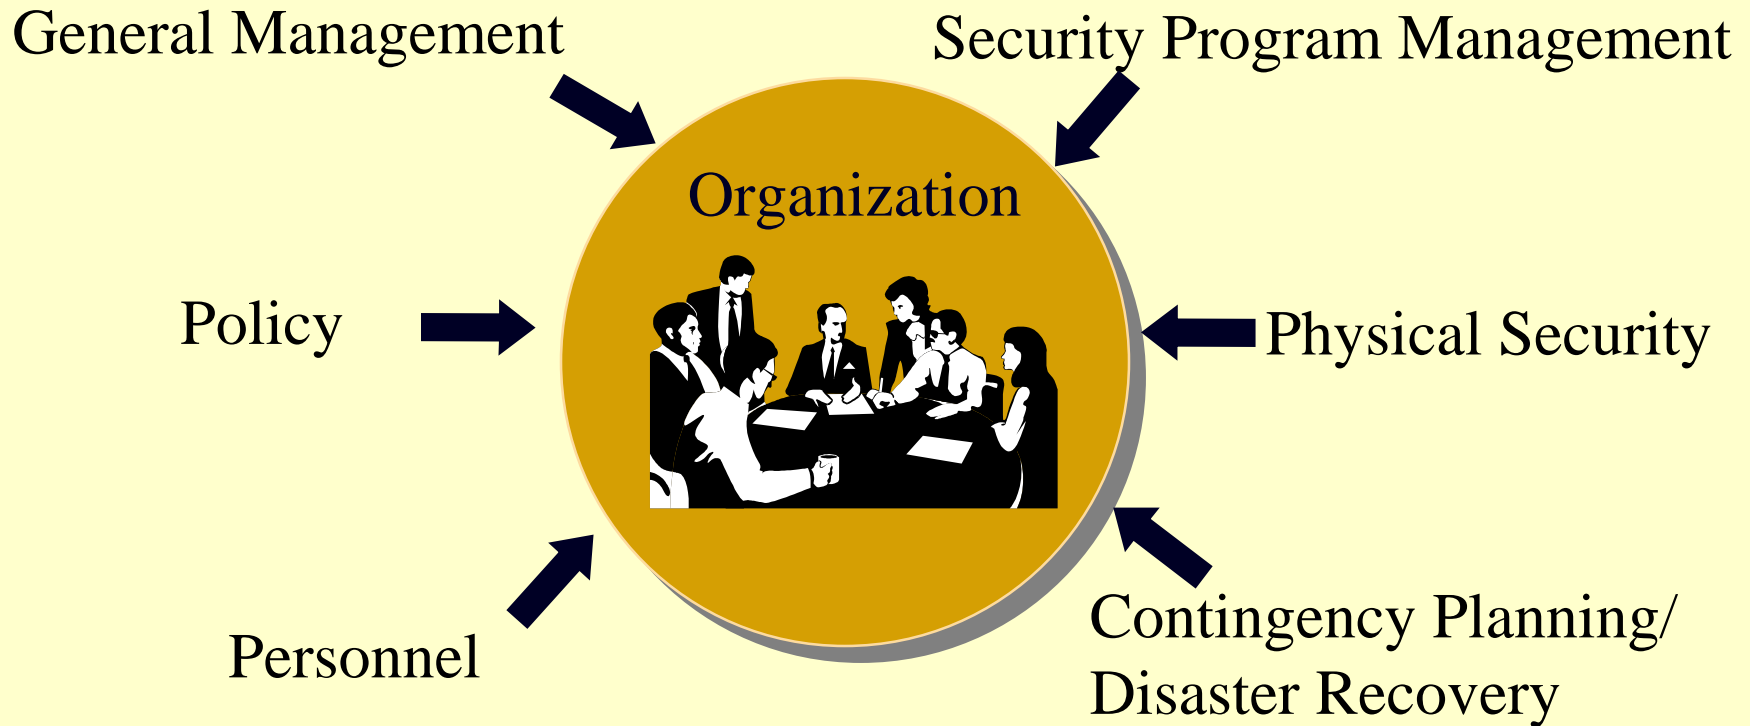 General Management
Security Program Management
Organization
Policy
Physical Security
Personnel
Contingency Planning/
Disaster Recovery